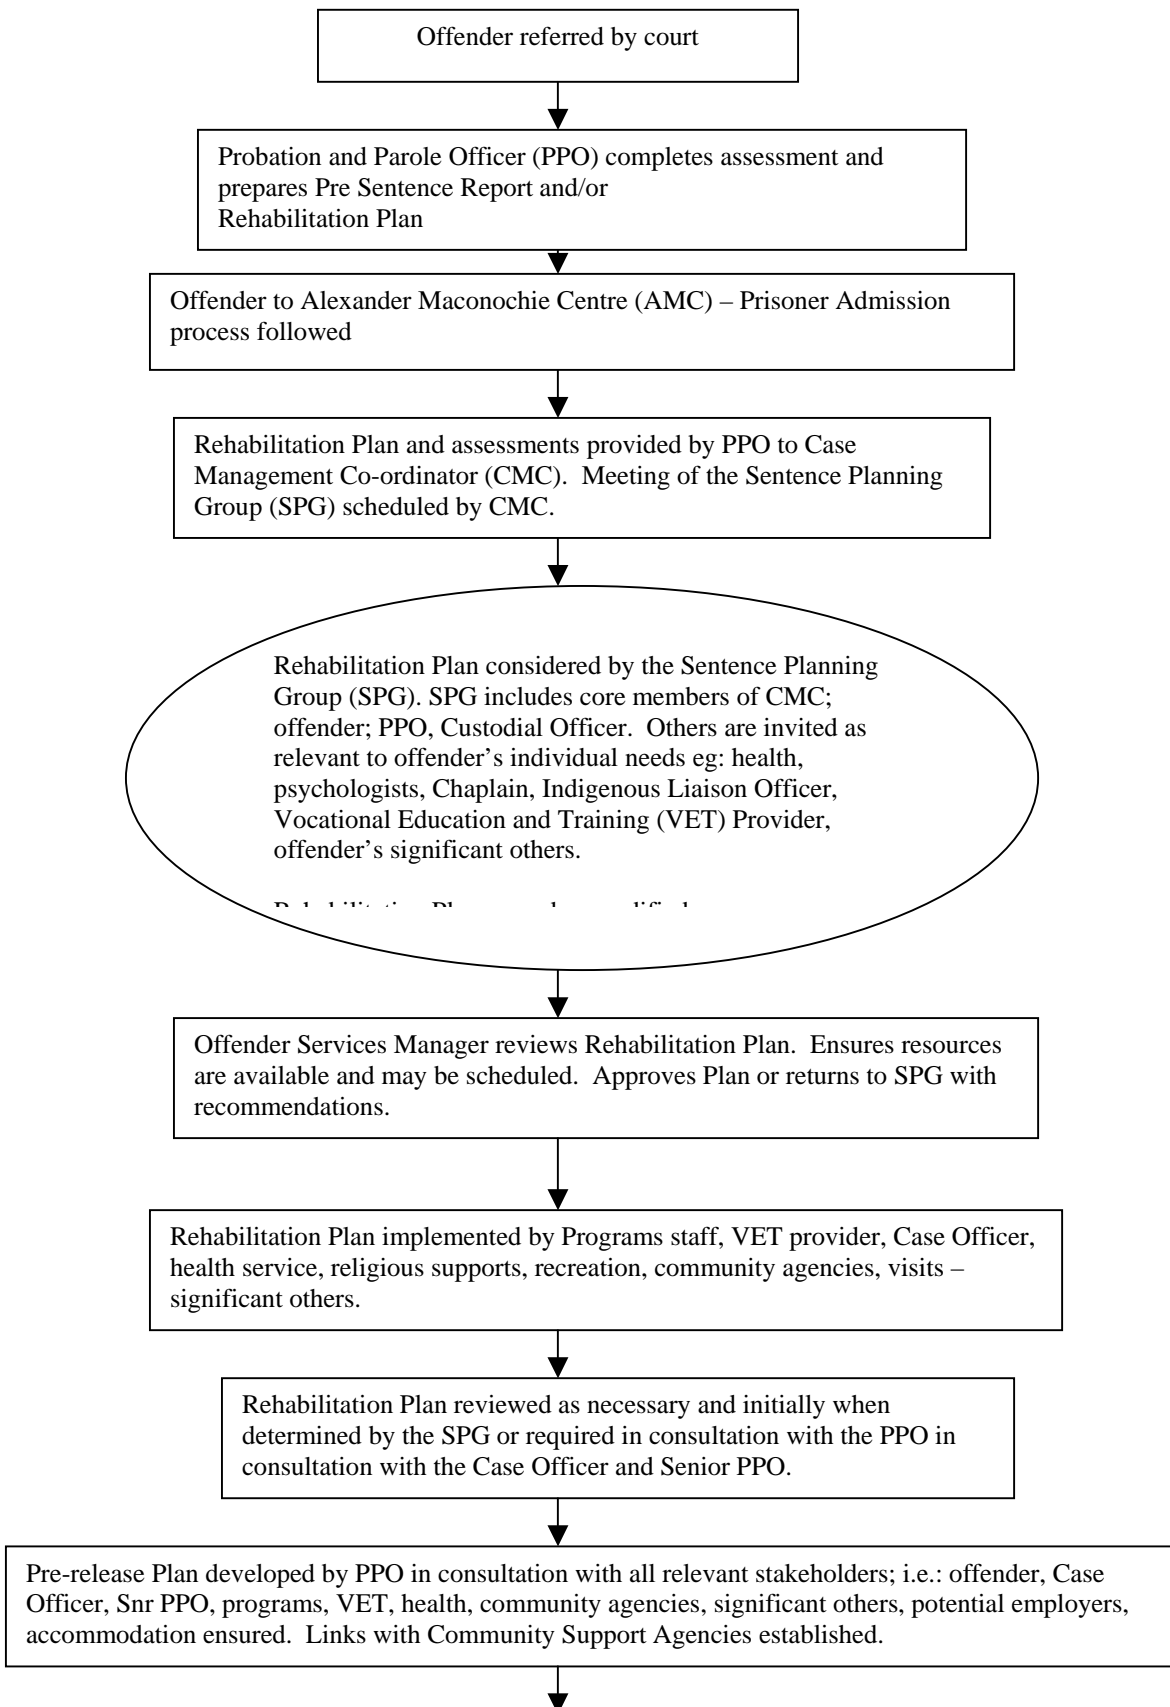 Offender referred by court
Probation and Parole Officer (PPO) completes assessment and
prepares Pre Sentence Report and/or
Rehabilitation Plan
Offender to Alexander Maconochie Centre (AMC) – Prisoner Admission
process followed
Rehabilitation Plan and assessments provided by PPO to Case
Management Co-ordinator (CMC).  Meeting of the Sentence Planning
Group (SPG) scheduled by CMC.
Rehabilitation Plan considered by the Sentence Planning
Group (SPG). SPG includes core members of CMC;
offender; PPO, Custodial Officer.  Others are invited as
relevant to offender’s individual needs eg: health,
psychologists, Chaplain, Indigenous Liaison Officer,
Vocational Education and Training (VET) Provider,
offender’s significant others.
Rehabilitation Plan
Offender Services Manager reviews Rehabilitation Plan.  Ensures resources
are available and may be scheduled.  Approves Plan or returns to SPG with
recommendations.
Rehabilitation Plan implemented by Programs staff, VET provider, Case Officer,
health service, religious supports, recreation, community agencies, visits –
significant others.
Rehabilitation Plan reviewed as necessary and initially when
determined by the SPG or required in consultation with the PPO in
consultation with the Case Officer and Senior PPO.
Pre-release Plan developed by PPO in consultation with all relevant stakeholders; i.e.: offender, Case
Officer, Snr PPO, programs, VET, health, community agencies, significant others, potential employers,
accommodation ensured.  Links with Community Support Agencies established.